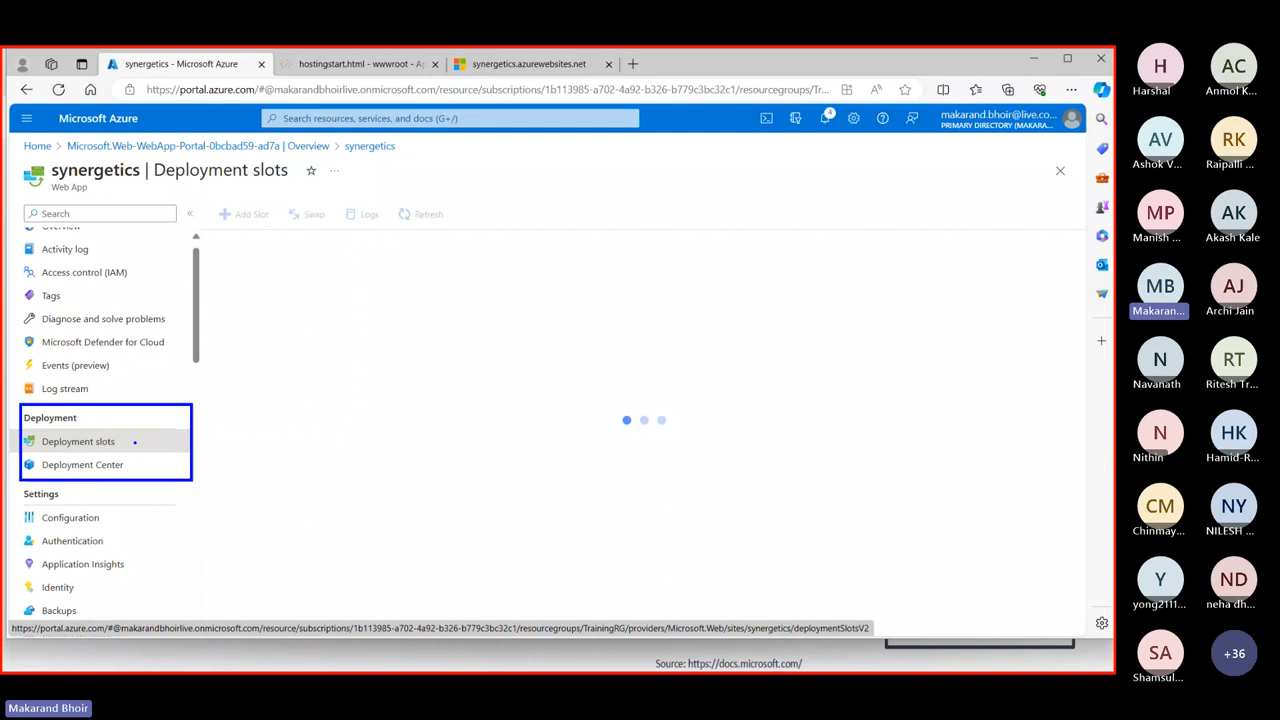 synergetics - Microsoft Azure
hostingstart.html - wwwroot - A
synergetics.azurewebsites.net
https://portal.azure.com/#@makarandbhoirlive.onmicrosoft.com/resource/subscriptions/1b113985-a702-4a92-b326-b779c3bc32c1/resourcegroups/Tr...
Microsoft Azure
Search resources, services, and docs (G+/)
4
makarand.bhoir@live.co...
PRIMARY DIRECTORY (MAKARA...
Home > Microsoft.Web-WebApp-Portal-0bcbad59-ad7a | Overview > synergetics
synergetics | Deployment slots
Web App
Search
Add Slot
Swap
Logs
Refresh
Overview
Activity log
Access control (IAM)
Tags
Diagnose and solve problems
Microsoft Defender for Cloud
Events (preview)
Log stream
Deployment
Deployment slots
Deployment Center
Settings
Configuration
Authentication
Application Insights
Identity
Backups
https://portal.azure.com/#@makarandbhoirlive.onmicrosoft.com/resource/subscriptions/1b113985-a702-4a92-b326-b779c3bc32c1/resourcegroups/TrainingRG/providers/Microsoft.Web/sites/synergetics/deploymentSlotsV2
Source: https://docs.microsoft.com/
Makarand Bhoir
H
Harshal
AC
Anmol K...
AV
Ashok V...
RK
Raipalli ...
MP
Manish ...
AK
Akash Kale
MB
Makaran...
AJ
Archi Jain
N
Navanath
RT
Ritesh Tr...
N
Nithin
HK
Hamid-R...
CM
Chinmay...
NY
NILESH ...
Y
yong2111...
ND
neha dh...
SA
Shamsul...
+36